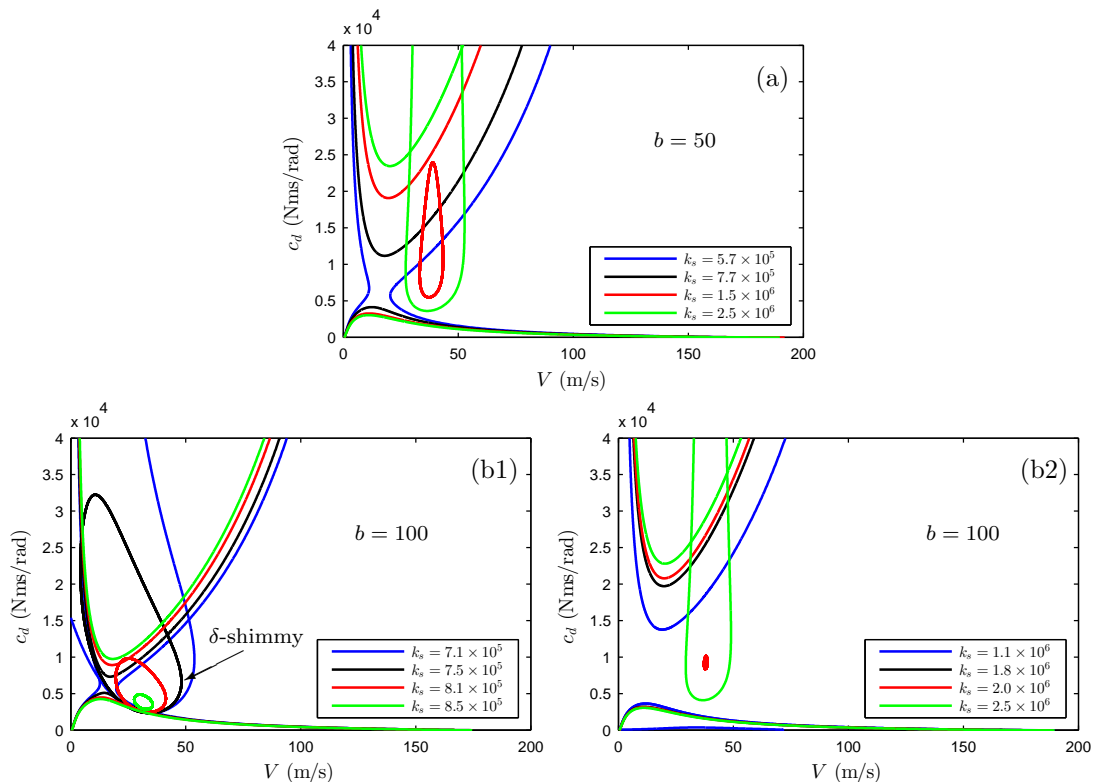 x 10 4
(a)
b = 50
4
3.5
3
2.5
2
1.5
1
0.5
0
c_d (Nms/rad)
k_s = 5.7 × 10^5
k_s = 7.7 × 10^5
k_s = 1.5 × 10^6
k_s = 2.5 × 10^6
0 50 100 150 200
V (m/s)
x 10 4
(b1)
b = 100
4
3.5
3
2.5
2
1.5
1
0.5
0
c_d (Nms/rad)
δ-shimmy
k_s = 7.1 × 10^5
k_s = 7.5 × 10^5
k_s = 8.1 × 10^5
k_s = 8.5 × 10^5
0 50 100 150 200
V (m/s)
x 10 4
(b2)
b = 100
4
3.5
3
2.5
2
1.5
1
0.5
0
c_d (Nms/rad)
k_s = 1.1 × 10^6
k_s = 1.8 × 10^6
k_s = 2.0 × 10^6
k_s = 2.5 × 10^6
0 50 100 150 200
V (m/s)